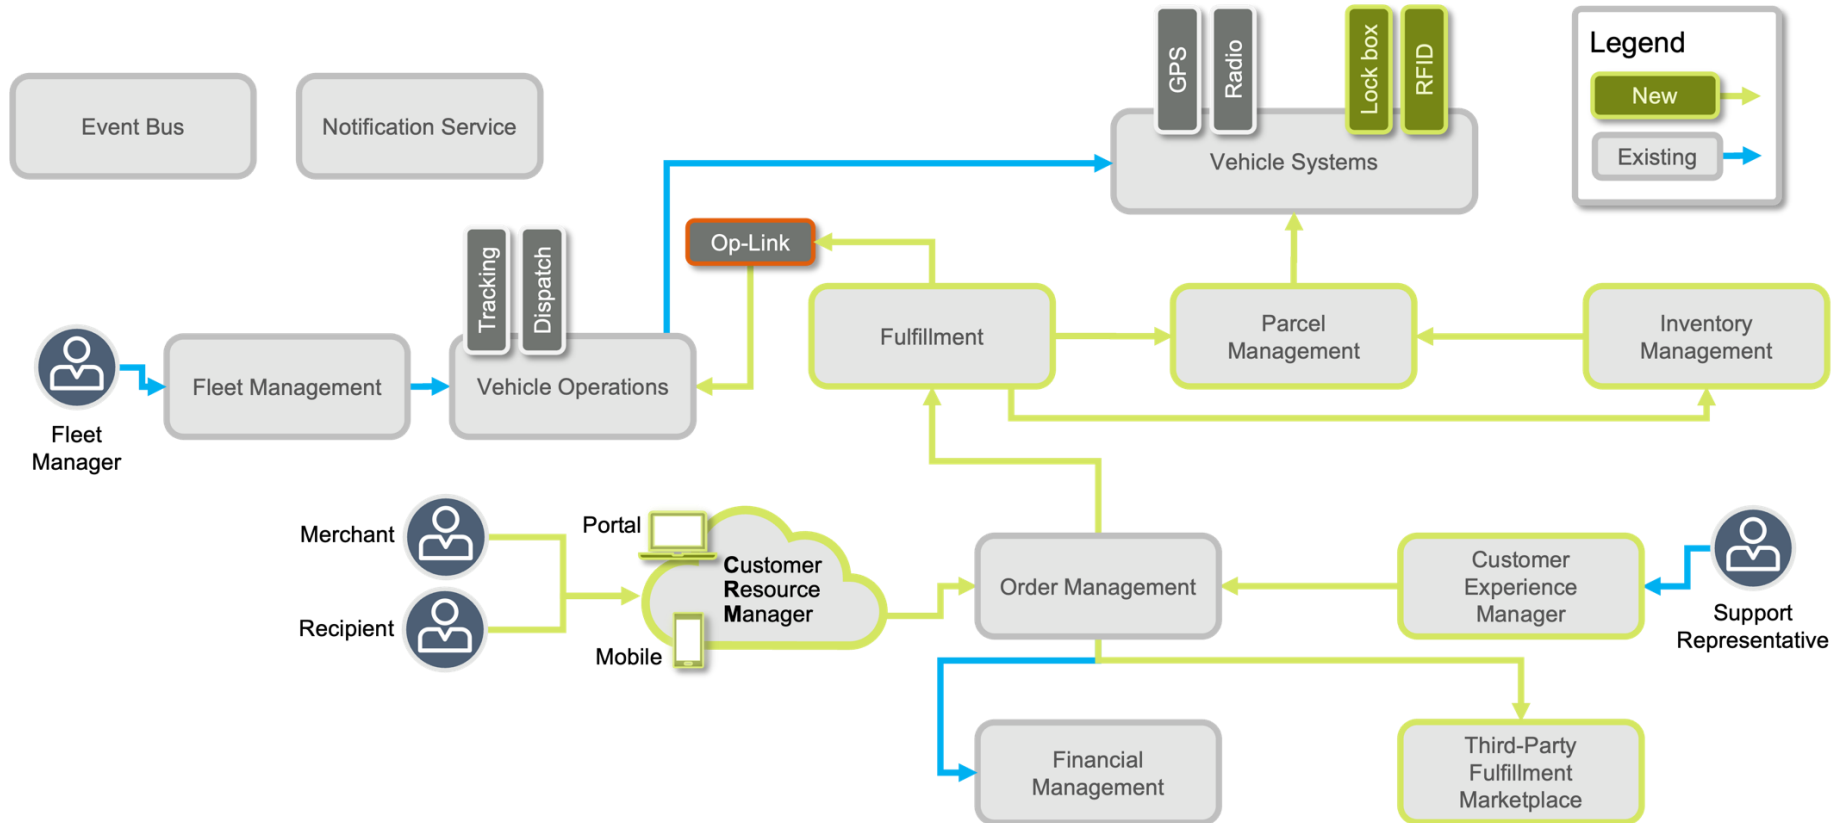 GPS
Radio
Lock box
RFID
Legend
New
Existing
Event Bus
Notification Service
Vehicle Systems
Op-Link
Tracking
Dispatch
Fulfillment
Parcel
Management
Inventory
Management
Fleet Management
Vehicle Operations
Fleet
Manager
Merchant
Recipient
Portal
Mobile
Customer
Resource
Manager
Order Management
Customer
Experience
Manager
Support
Representative
Financial
Management
Third-Party
Fulfillment
Marketplace